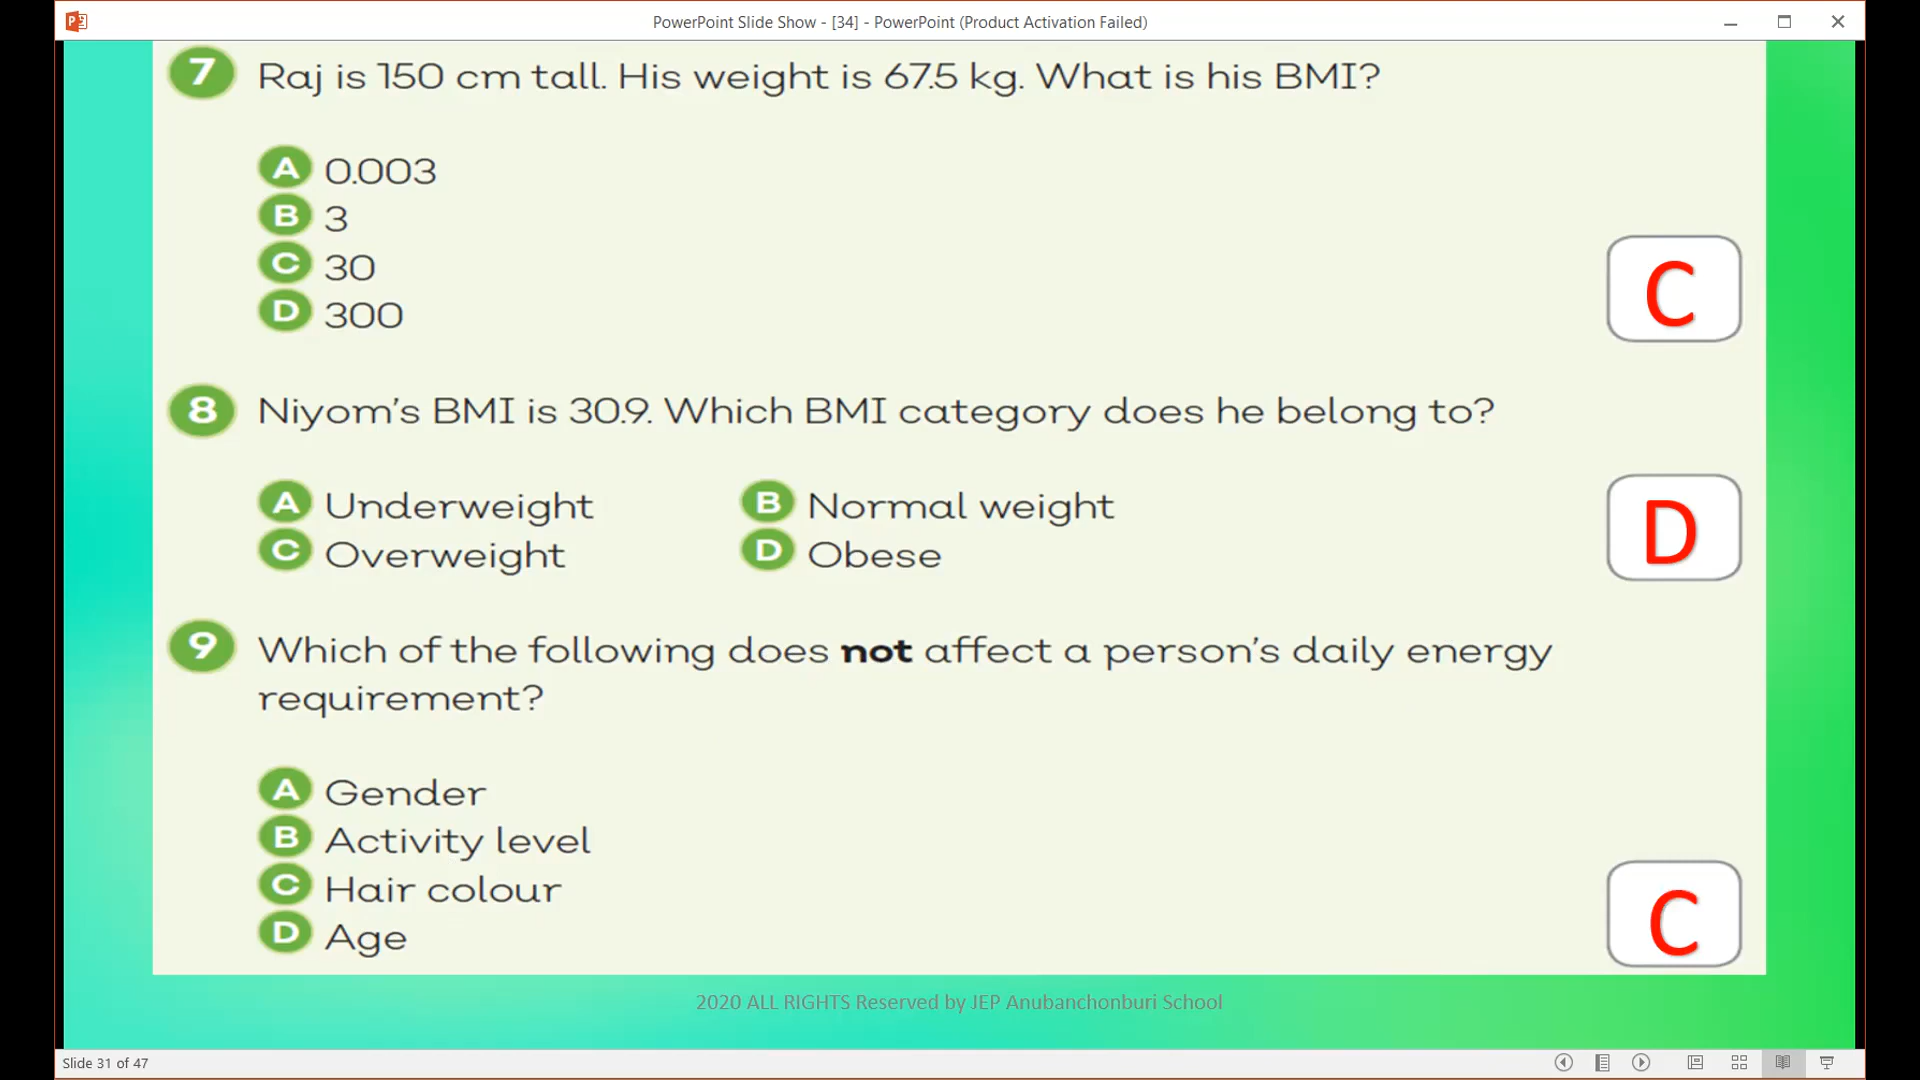 PowerPoint Slide Show - [34] - PowerPoint (Product Activation Failed)
7 Raj is 150 cm tall. His weight is 67.5 kg. What is his BMI?
A 0.003
B 3
C 30
D 300
C
8 Niyom's BMI is 30.9. Which BMI category does he belong to?
A Underweight B Normal weight
C Overweight D Obese
D
9 Which of the following does not affect a person's daily energy
requirement?
A Gender
B Activity level
C Hair colour
D Age
C
2020 ALL RIGHTS Reserved by JEP Anubanchonburi School
Slide 31 of 47